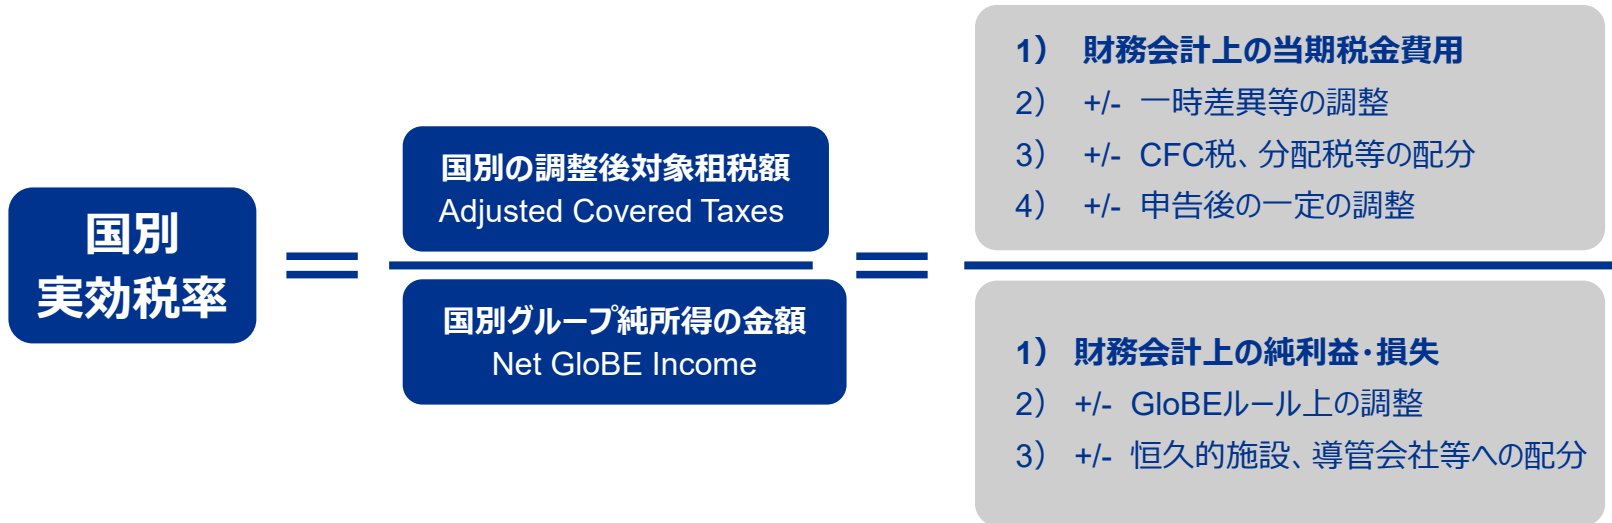 国別
実効税率
=
国別の調整後対象租税額
Adjusted Covered Taxes
国別グループ純所得の金額
Net GloBE Income
=
1） 財務会計上の当期税金費用
2） +/- 一時差異等の調整
3） +/- CFC税、分配税等の配分
4） +/- 申告後の一定の調整
1） 財務会計上の純利益・損失
2） +/- GloBEルール上の調整
3） +/- 恒久的施設、導管会社等への配分